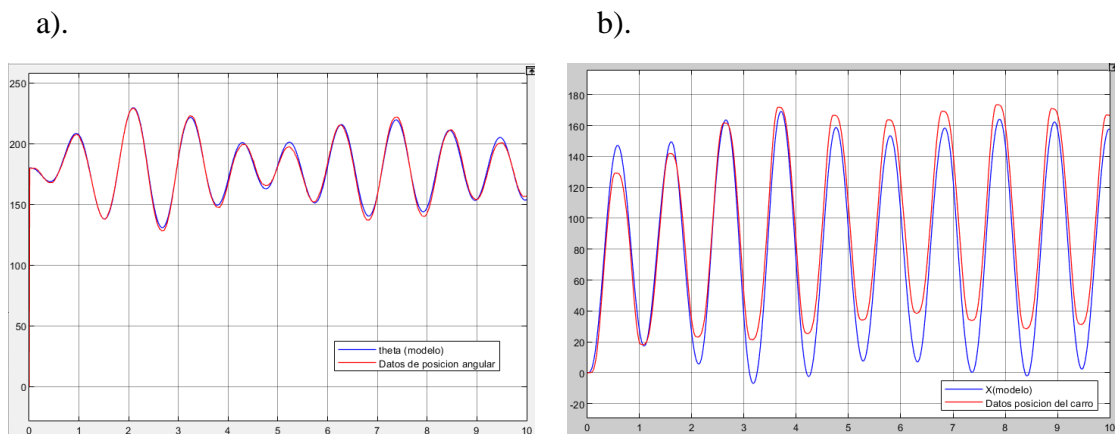 a).
b).
250
200
150
100
50
0
0 1 2 3 4 5 6 7 8 9 10
theta (modelo)
Datos de posicion angular
180
160
140
120
100
80
60
40
20
0
-20
0 1 2 3 4 5 6 7 8 9 10
X(modelo)
Datos posicion del carro